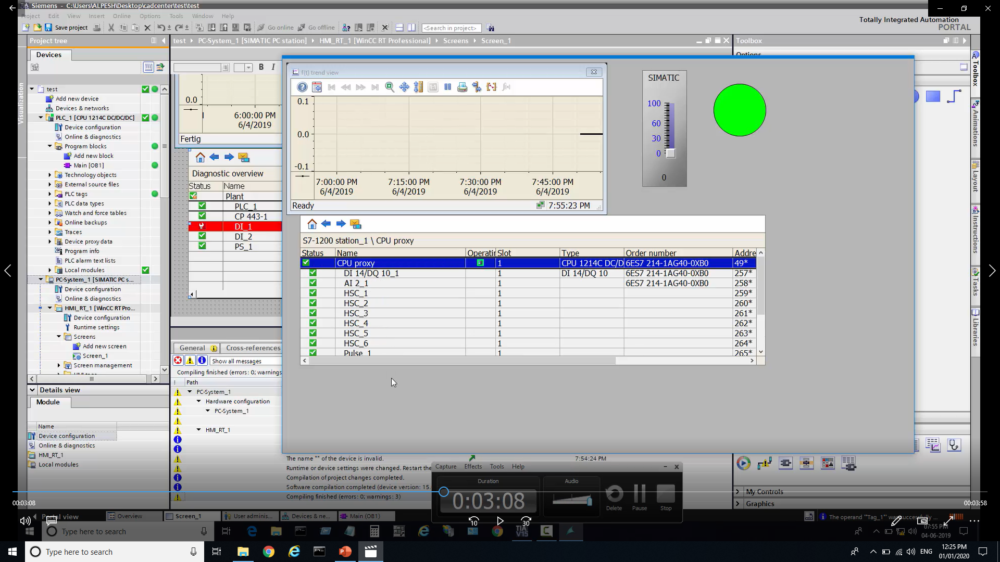 Siemens - C:\Users\ALPESH\Desktop\cadcenter\test\test
Project Edit View Insert Online Options Tools Window Help
Save project
Go online
Go offline
<Search in project>
Totally Integrated Automation
PORTAL
Project tree
test PC-System_1 [SIMATIC PC station] HMI_RT_1 [WinCC RT Professional] Screens Screen_1
Toolbox
Devices
Options
Visualization
test
Add new device
Devices & networks
PLC_1 [CPU 1214C DC/DC/DC]
Device configuration
Online & diagnostics
Program blocks
Add new block
Main [OB1]
Technology objects
External source files
PLC tags
PLC data types
Watch and force tables
Online backups
Traces
Device proxy data
Program info
PLC alarm text lists
Local modules
PC-System_1 [SIMATIC PC s...
Device configuration
Online & diagnostics
HMI_RT_1 [WinCC RT Pro...
Device configuration
Runtime settings
Screens
Add new screen
Screen_1
Screen management
Details view
Module
Name
Device configuration
Online & diagnostics
HMI_RT_1
Local modules
B I
0.0
6:00:00 PM
6/4/2019
Fertig
Diagnostic overview
Status Name
Plant
PLC_1
CP 443-1
DI_1
DI_2
PS_1
f(t) trend view
0.1
0.0
-0.1
7:00:00 PM 7:15:00 PM 7:30:00 PM 7:45:00 PM
6/4/2019 6/4/2019 6/4/2019 6/4/2019
Ready 7:55:23 PM
SIMATIC
100
60
30
0
0
S7-1200 station_1 \ CPU proxy
Status Name Operatin Slot Type Order number Addre
CPU proxy 1 CPU 1214C DC/D 6ES7 214-1AG40-0XB0 49*
DI 14/DQ 10_1 1 DI 14/DQ 10 6ES7 214-1AG40-0XB0 257*
AI 2_1 1 6ES7 214-1AG40-0XB0 258*
HSC_1 1 259*
HSC_2 1 260*
HSC_3 1 261*
HSC_4 1 262*
HSC_5 1 263*
HSC_6 1 264*
Pulse_1 1 265*
General Cross-references
Show all messages
Compiling finished (errors: 0; warnings
! Path
PC-System_1
Hardware configuration
PC-System_1
HMI_RT_1
The name "" of the device is invalid. 7:54:24 PM
Runtime or device settings were changed. Restart the
Compilation of project changes completed.
Software compilation completed (device version: 15.
Compiling finished (errors: 0; warnings: 3)
Toolbox
Animations
Layout
Instructions
Tasks
Libraries
My Controls
Graphics
Capture Effects Tools Help
Duration
0:03:08
Audio
Delete Pause Stop
00:03:08
00:03:58
10
30
Portal view
Overview
Screen_1
User adminis...
Devices & ne...
Main (OB1)
The operand '"Tag_1"' was successfully ...
Type here to search
TIA V15
07:55 PM
04-06-2019
Type here to search
ENG
12:25 PM
01/01/2020